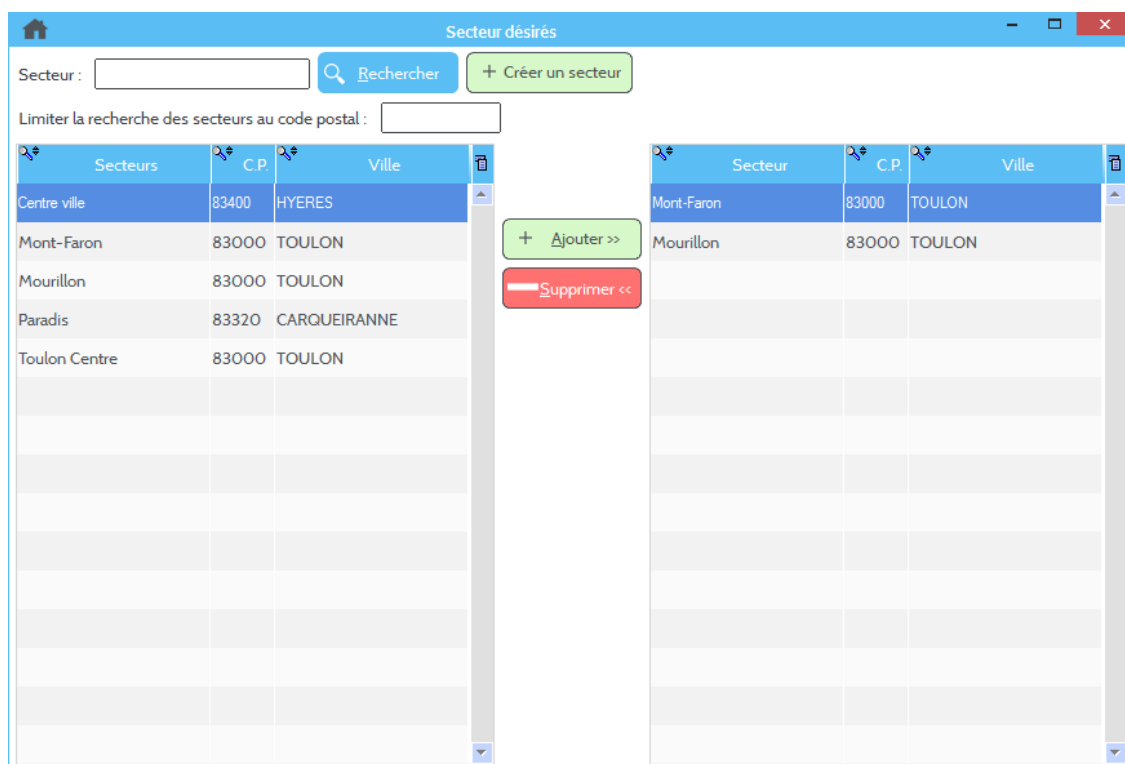 Secteur désirés
Secteur : Rechercher + Créer un secteur
Limiter la recherche des secteurs au code postal :
Secteurs C.P. Ville
Centre ville 83400 HYERES
Mont-Faron 83000 TOULON
Mourillon 83000 TOULON
Paradis 83320 CARQUEIRANNE
Toulon Centre 83000 TOULON
+ Ajouter >>
Supprimer <<
Secteur C.P. Ville
Mont-Faron 83000 TOULON
Mourillon 83000 TOULON